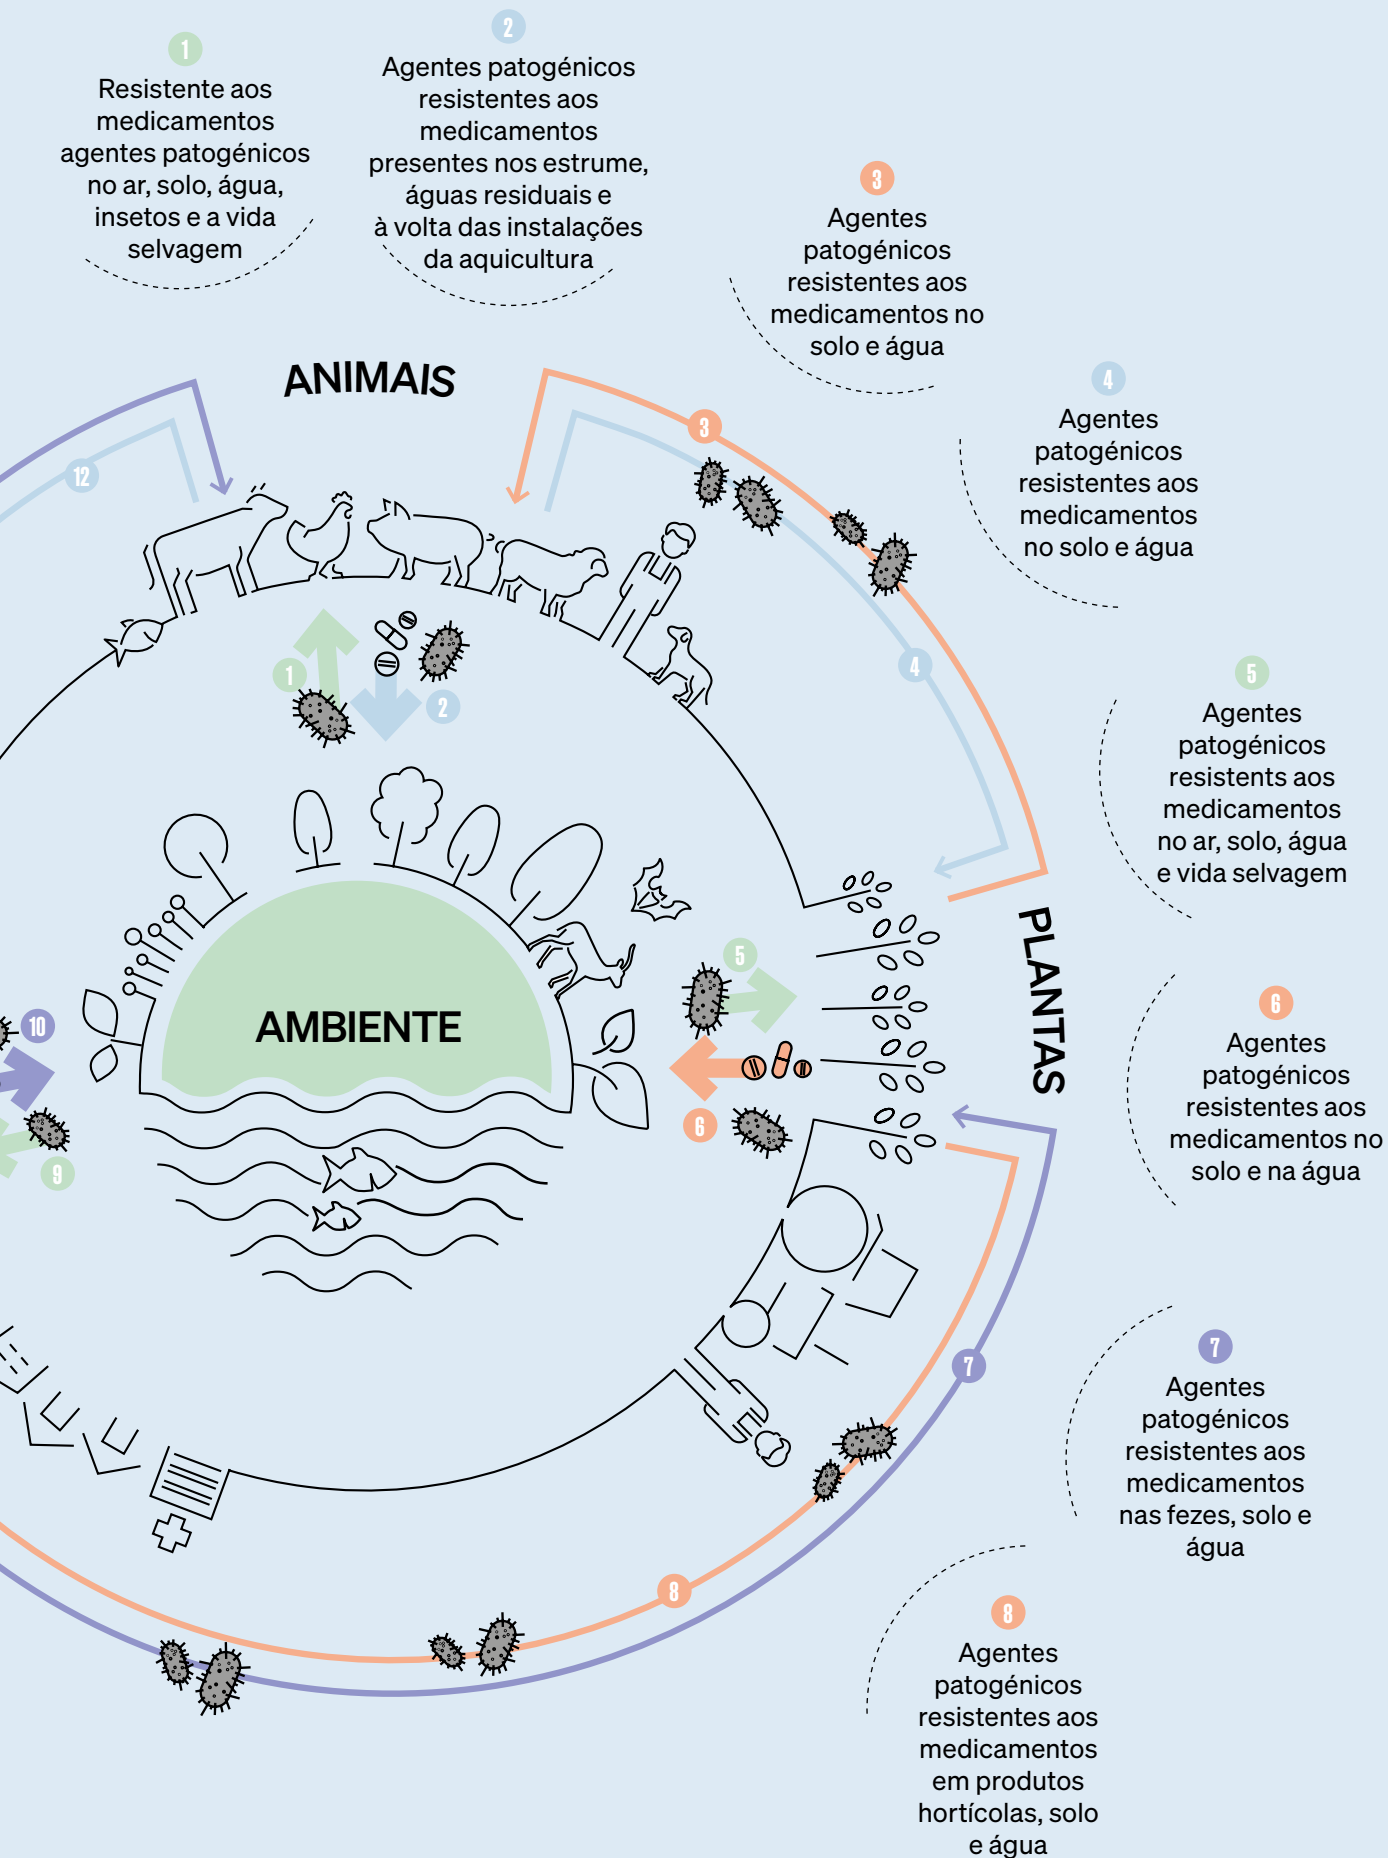 1
Resistente aos
medicamentos
agentes patogénicos
no ar, solo, água,
insetos e a vida
selvagem
2
Agentes patogénicos
resistentes aos
medicamentos
presentes nos estrume,
águas residuais e
à volta das instalações
da aquicultura
3
Agentes
patogénicos
resistentes aos
medicamentos no
solo e água
4
Agentes
patogénicos
resistentes aos
medicamentos
no solo e água
5
Agentes
patogénicos
resistents aos
medicamentos
no ar, solo, água
e vida selvagem
6
Agentes
patogénicos
resistentes aos
medicamentos no
solo e na água
7
Agentes
patogénicos
resistentes aos
medicamentos
nas fezes, solo e
água
8
Agentes
patogénicos
resistentes aos
medicamentos
em produtos
hortícolas, solo
e água
ANIMAIS
12
3
4
1
2
PLANTAS
5
AMBIENTE
10
6
9
7
8